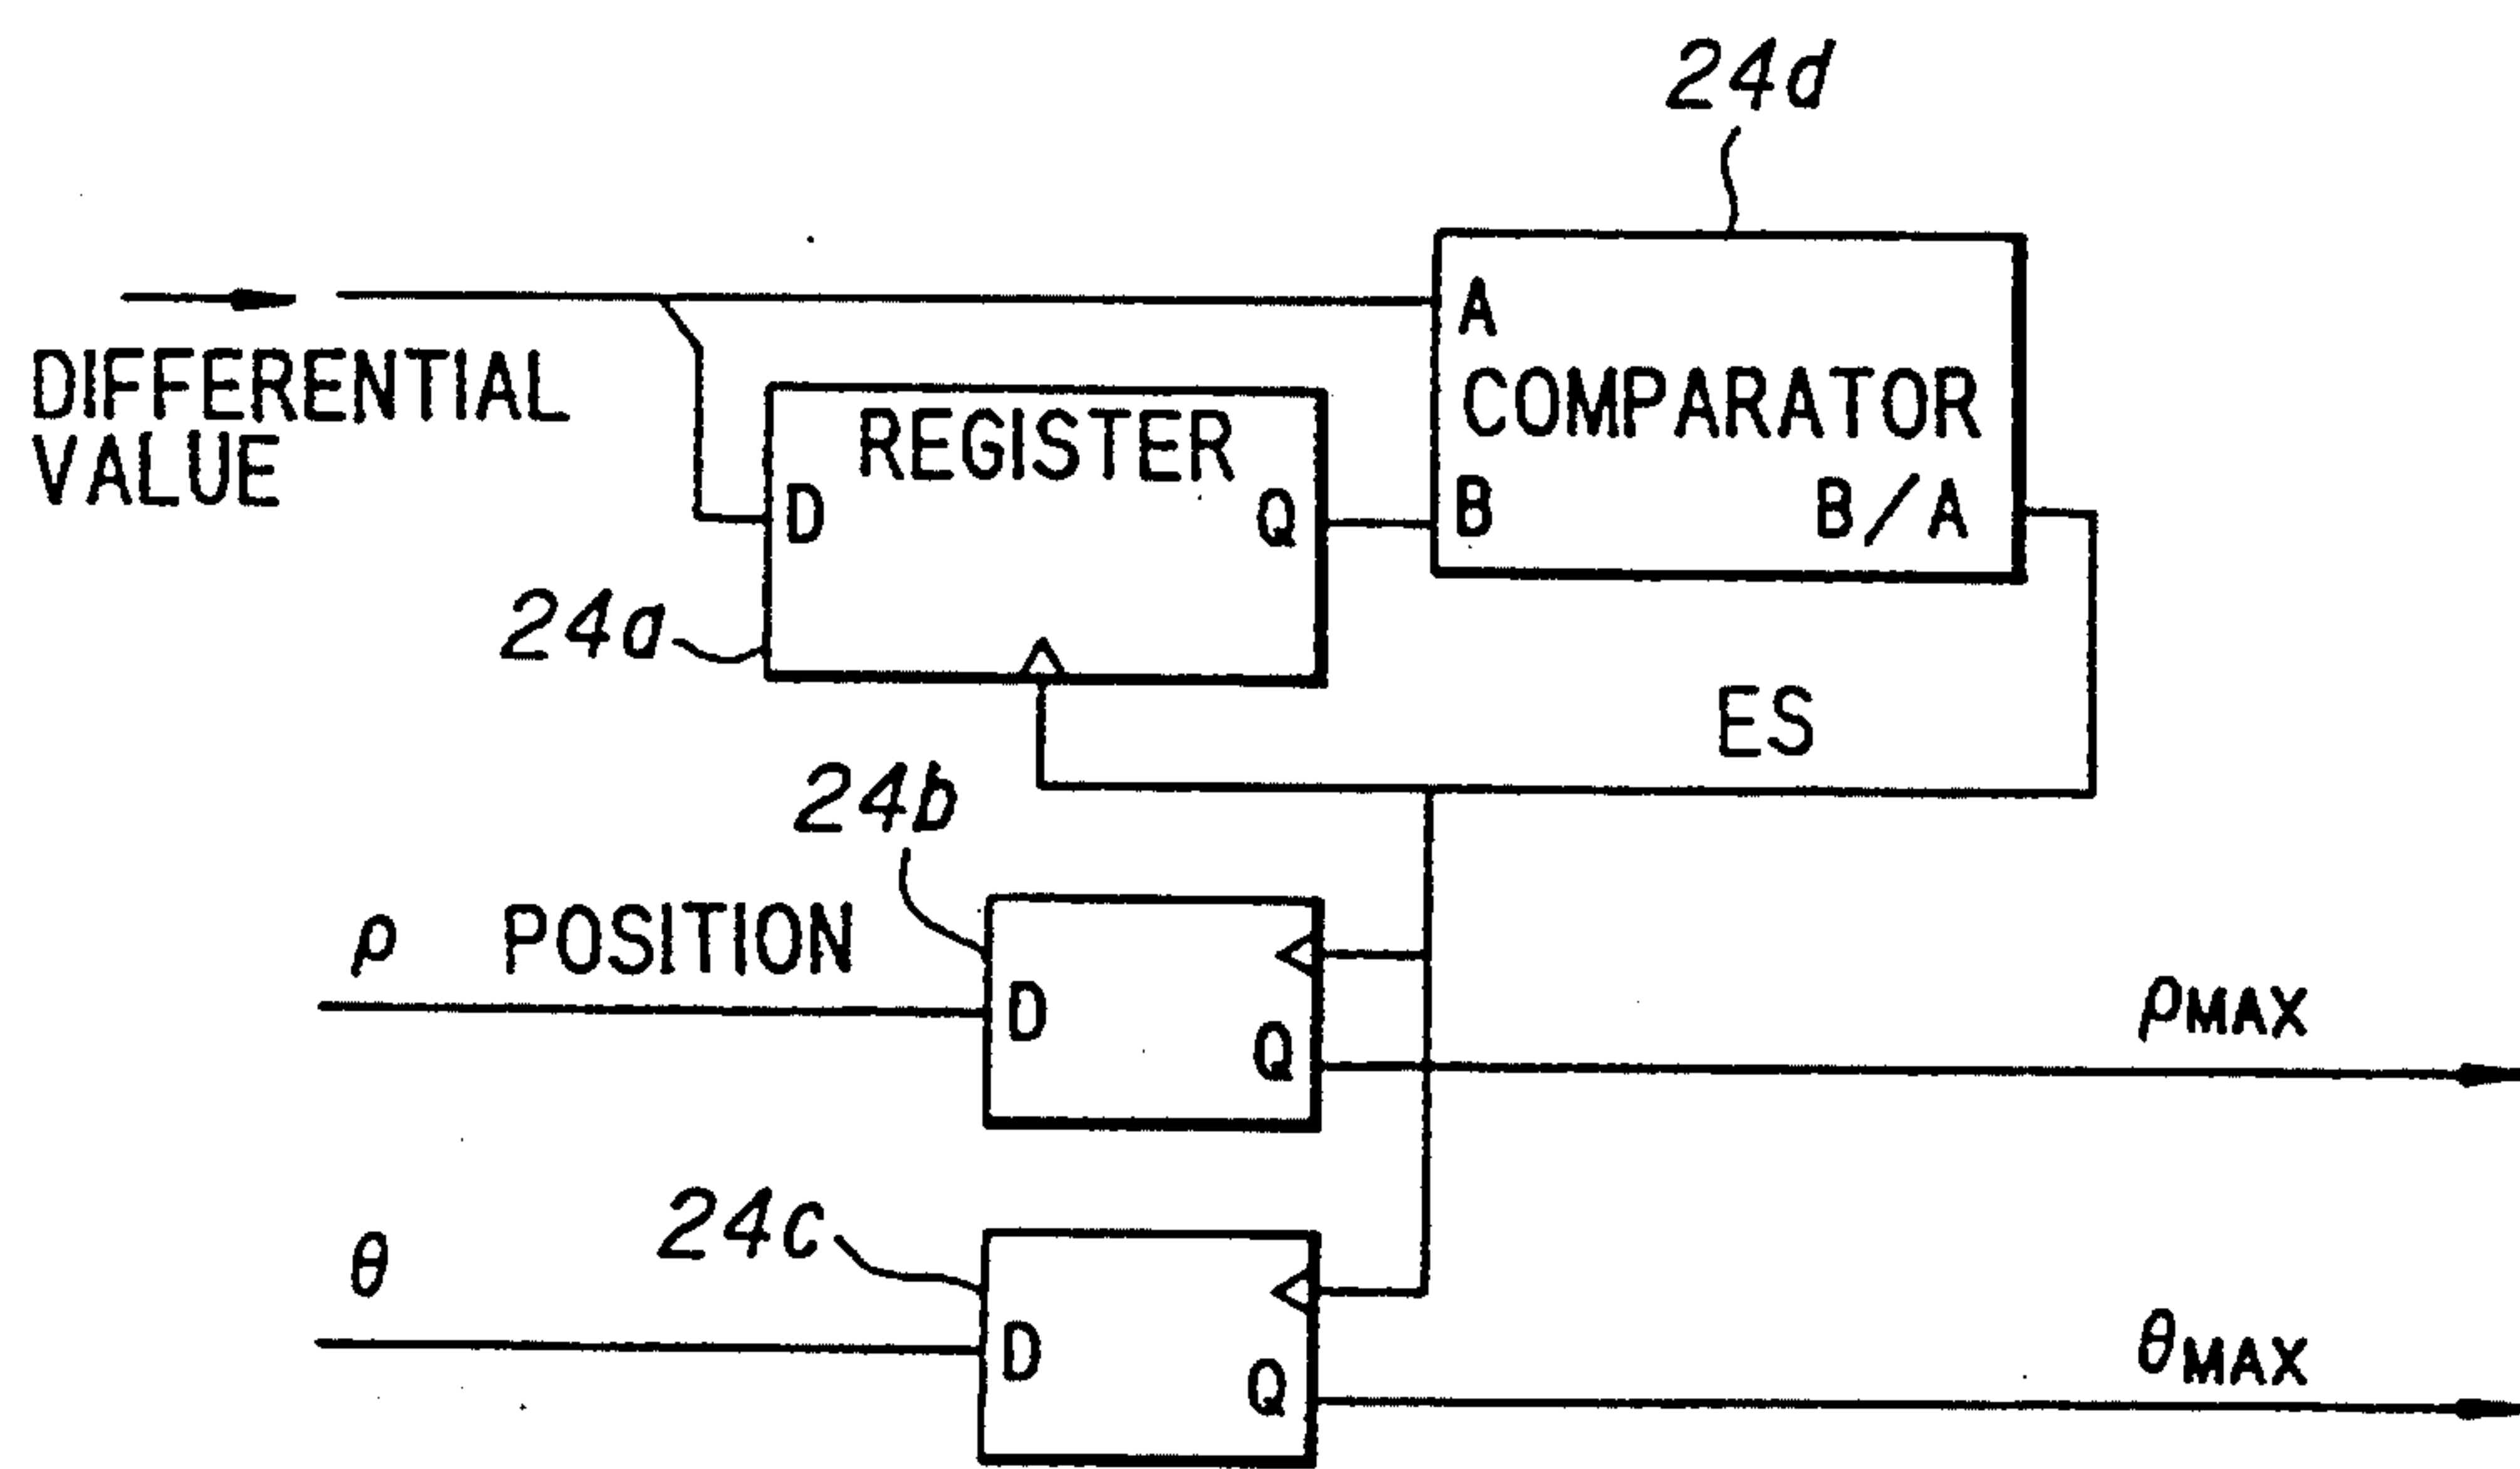 24d
DIFFERENTIAL
VALUE
A
COMPARATOR
B
B/A
REGISTER
D
Q
24a
ES
24b
ρ POSITION
D
Q
ρMAX
24c
θ
D
Q
θMAX